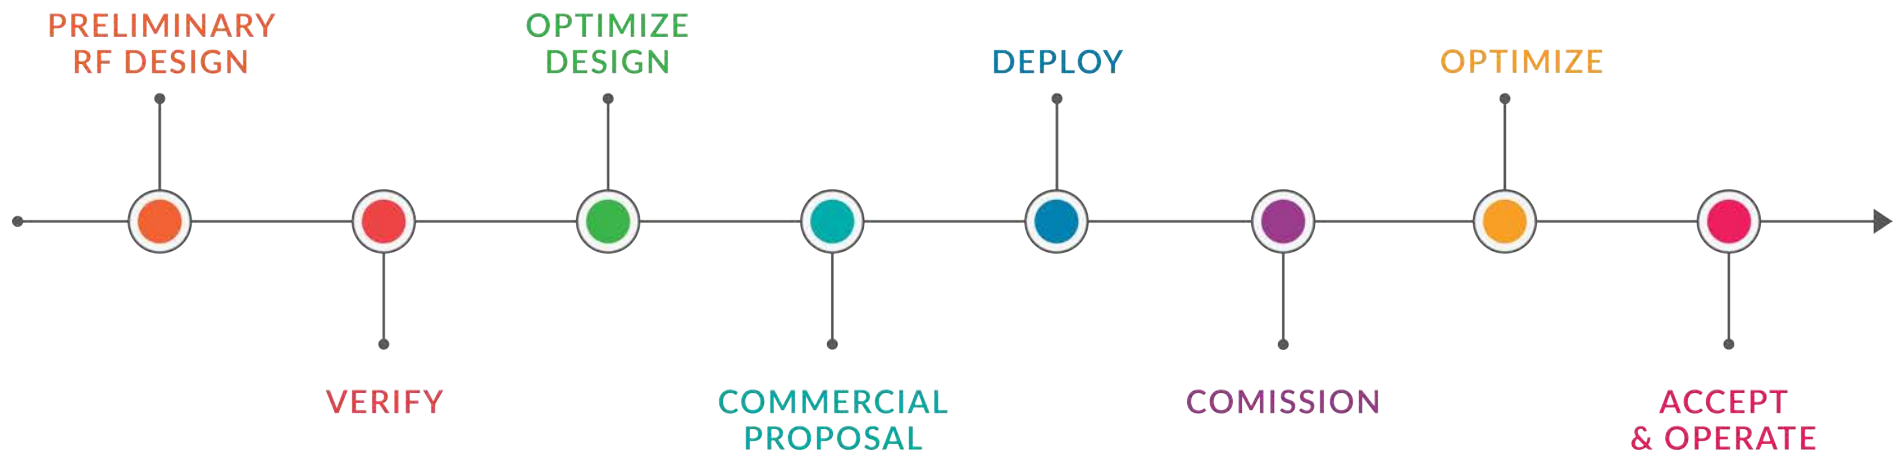 PRELIMINARY
RF DESIGN
VERIFY
OPTIMIZE
DESIGN
COMMERCIAL
PROPOSAL
DEPLOY
COMISSION
OPTIMIZE
ACCEPT
& OPERATE